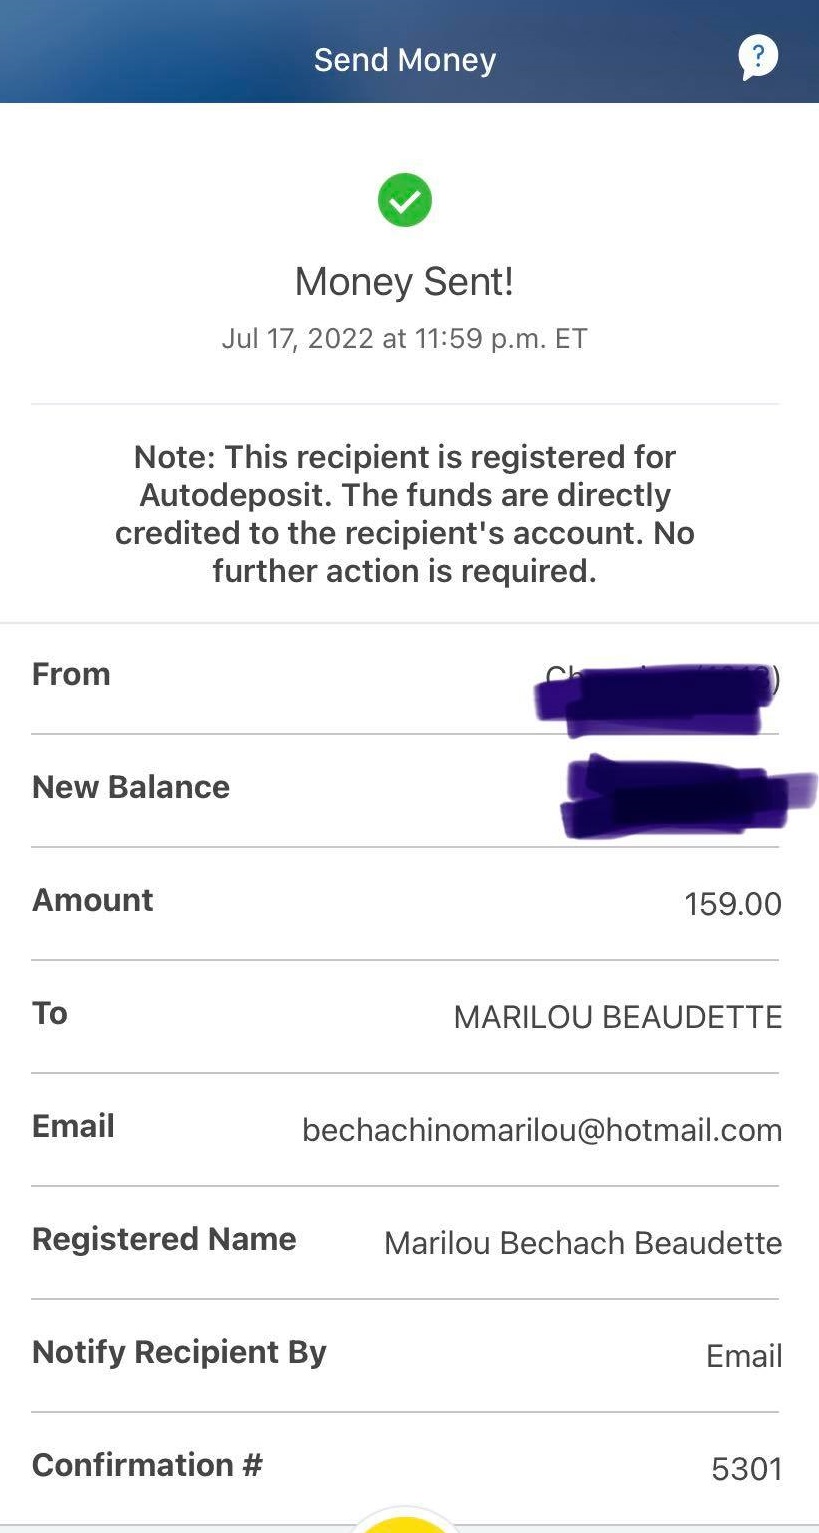 Send Money
?
Money Sent!
Jul 17, 2022 at 11:59 p.m. ET
Note: This recipient is registered for
Autodeposit. The funds are directly
credited to the recipient's account. No
further action is required.
From
New Balance
Amount 159.00
To MARILOU BEAUDETTE
Email bechachinomarilou@hotmail.com
Registered Name Marilou Bechach Beaudette
Notify Recipient By Email
Confirmation # 5301